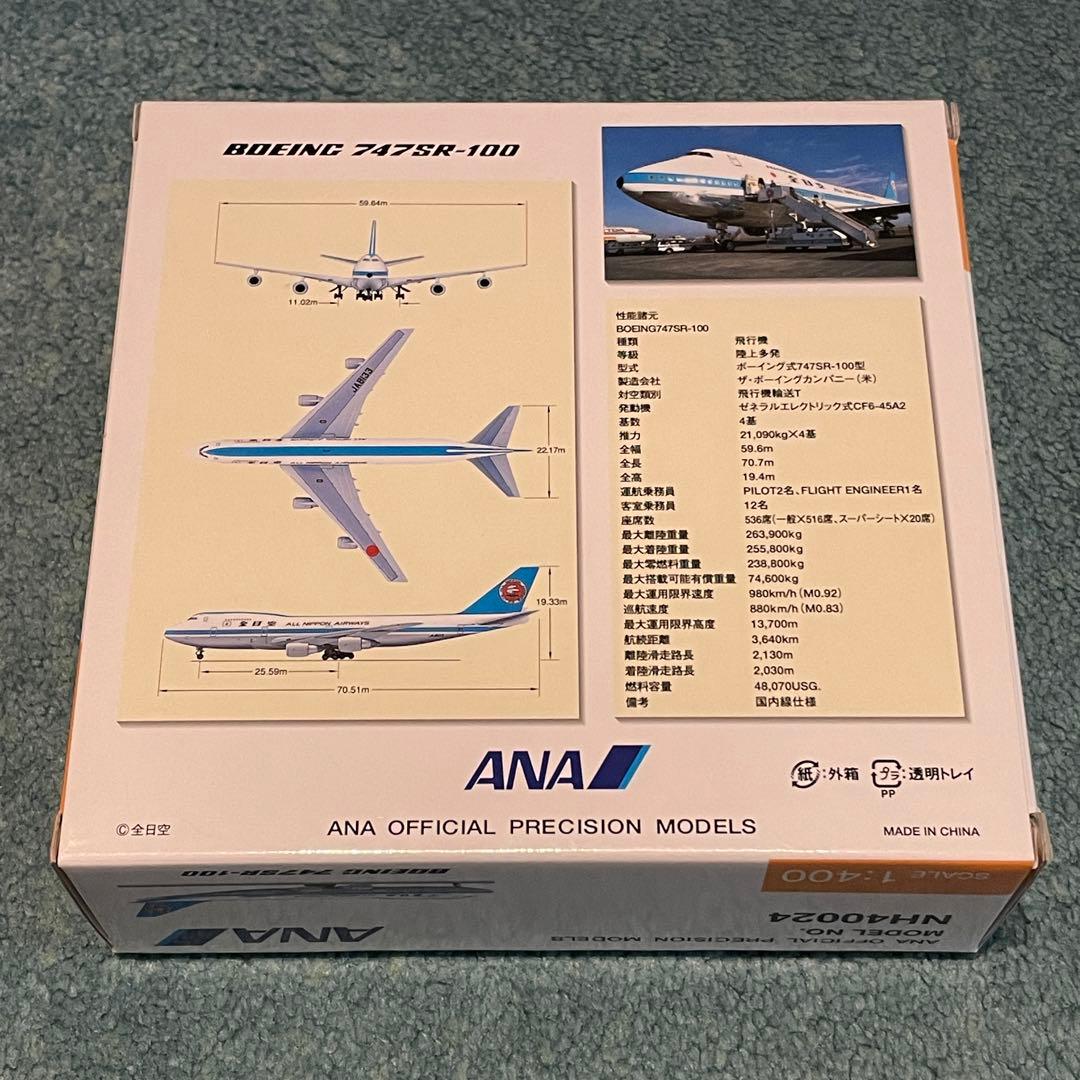 BOEING 747SR-100
59.64m
11.02m
JA8133
22.17m
全日空
ALL NIPPON AIRWAYS
19.33m
25.59m
70.51m
全日空
性能諸元
BOEING747SR-100
種類 飛行機
等級 陸上多発
型式 ボーイング式747SR-100型
製造会社 ザ・ボーイングカンパニー(米)
対空類別 飛行機輸送T
発動機 ゼネラルエレクトリック式CF6-45A2
基数 4基
推力 21,090kg×4基
全幅 59.6m
全長 70.7m
全高 19.4m
運航乗務員 PILOT2名、FLIGHT ENGINEER1名
客室乗務員 12名
座席数 536席(一般×516席、スーパーシート×20席)
最大離陸重量 263,900kg
最大着陸重量 255,800kg
最大零燃料重量 238,800kg
最大搭載可能有償重量 74,600kg
最大運用限界速度 980km/h(M0.92)
巡航速度 880km/h(M0.83)
最大運用限界高度 13,700m
航続距離 3,640km
離陸滑走路長 2,130m
着陸滑走路長 2,030m
燃料容量 48,070USG.
備考 国内線仕様
ANA
紙:外箱 プラ:透明トレイ
PP
©全日空
ANA OFFICIAL PRECISION MODELS
MADE IN CHINA
BOEING 747SR-100
SCALE 1:400
ANA
ANA OFFICIAL PRECISION MODELS
MODEL NO.
NH40024